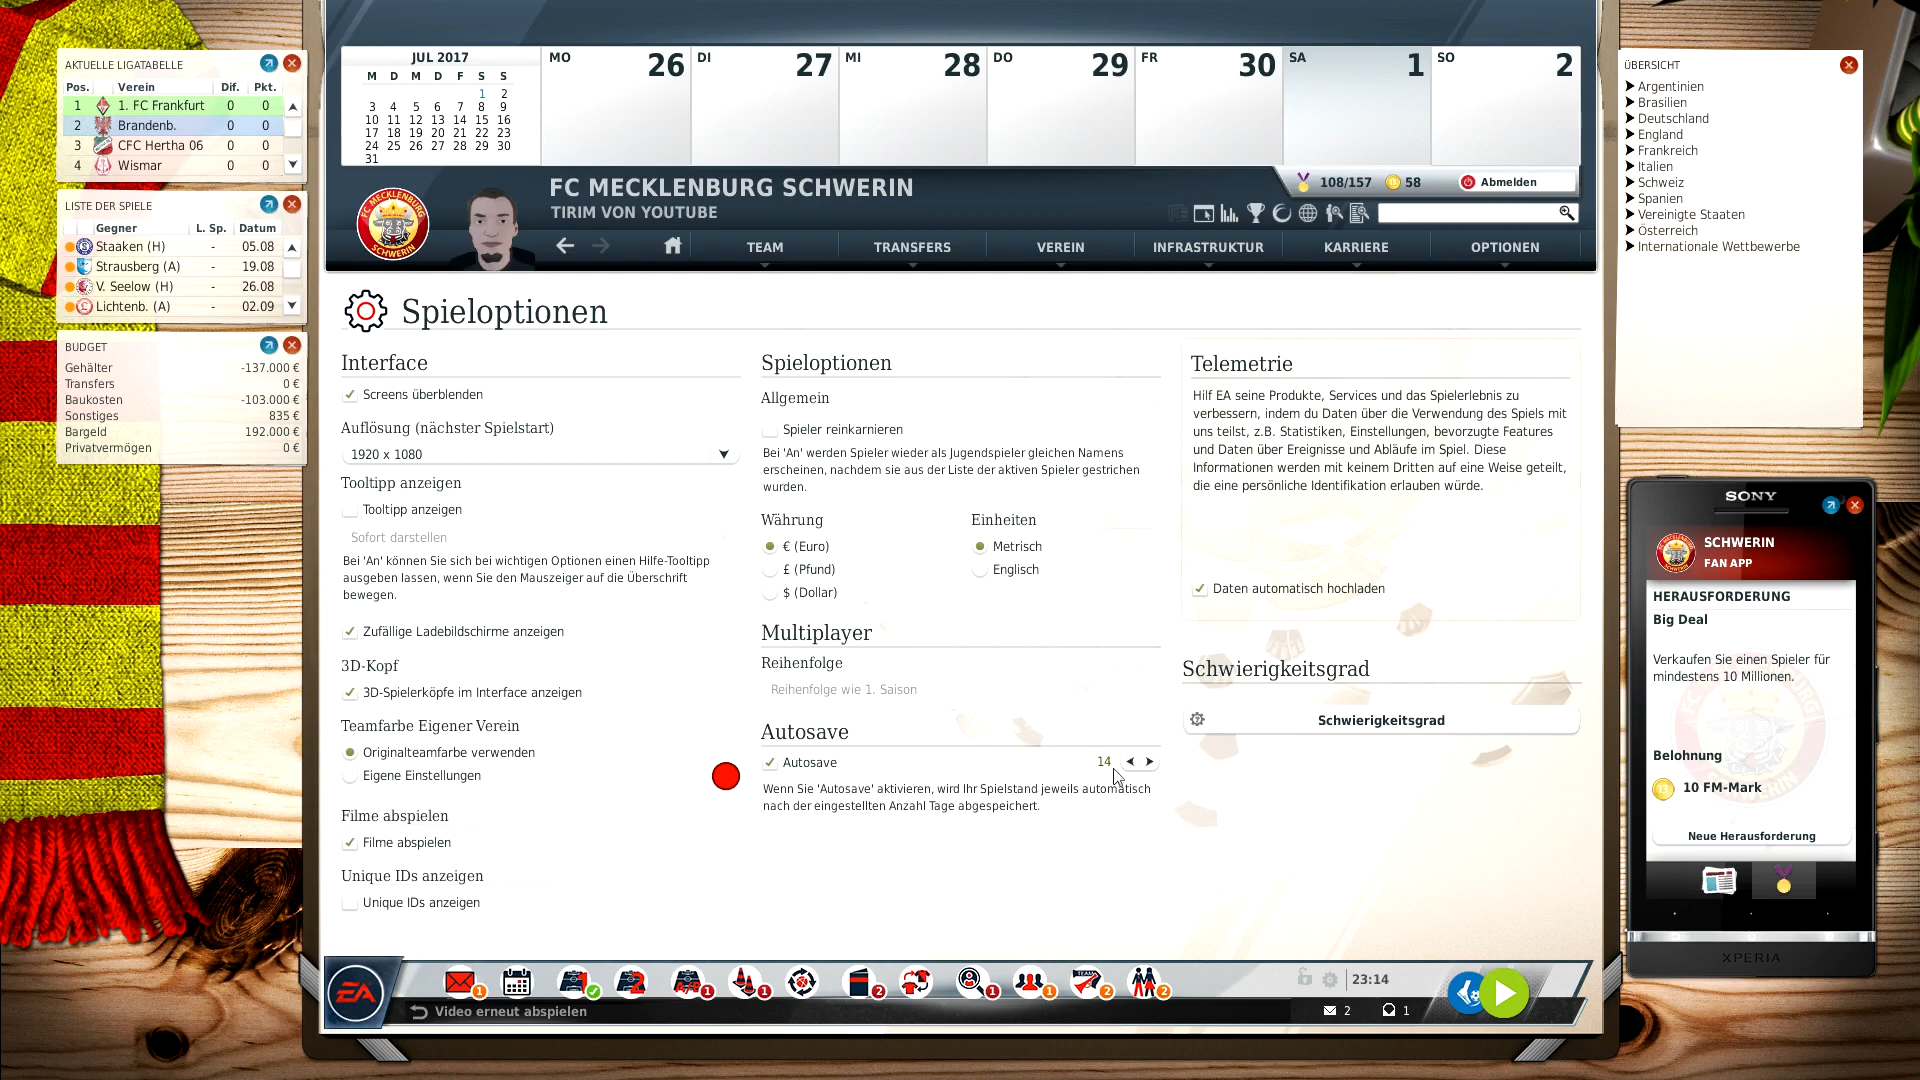 AKTUELLE LIGATABELLE
Pos. Verein Dif. Pkt.
1 1. FC Frankfurt 0 0
2 Brandenb. 0 0
3 CFC Hertha 06 0 0
4 Wismar 0 0
LISTE DER SPIELE
Gegner L. Sp. Datum
Staaken (H) - 05.08
Strausberg (A) - 19.08
V. Seelow (H) - 26.08
Lichtenb. (A) - 02.09
BUDGET
Gehälter -137.000 €
Transfers 0 €
Baukosten -103.000 €
Sonstiges 835 €
Bargeld 192.000 €
Privatvermögen 0 €
JUL 2017
M D M D F S S
1 2
3 4 5 6 7 8 9
10 11 12 13 14 15 16
17 18 19 20 21 22 23
24 25 26 27 28 29 30
31
MO 26 DI 27 MI 28 DO 29 FR 30 SA 1 SO 2
FC MECKLENBURG SCHWERIN
TIRIM VON YOUTUBE
108/157 58 Abmelden
TEAM TRANSFERS VEREIN INFRASTRUKTUR KARRIERE OPTIONEN
Spieloptionen
Interface
Screens überblenden
Auflösung (nächster Spielstart)
1920 x 1080
Tooltipp anzeigen
Tooltipp anzeigen
Sofort darstellen
Bei 'An' können Sie sich bei wichtigen Optionen einen Hilfe-Tooltipp
ausgeben lassen, wenn Sie den Mauszeiger auf die Überschrift
bewegen.
Zufällige Ladebildschirme anzeigen
3D-Kopf
3D-Spielerköpfe im Interface anzeigen
Teamfarbe Eigener Verein
Originalteamfarbe verwenden
Eigene Einstellungen
Filme abspielen
Filme abspielen
Unique IDs anzeigen
Unique IDs anzeigen
Spieloptionen
Allgemein
Spieler reinkarnieren
Bei 'An' werden Spieler wieder als Jugendspieler gleichen Namens
erscheinen, nachdem sie aus der Liste der aktiven Spieler gestrichen
wurden.
Währung Einheiten
€ (Euro) Metrisch
£ (Pfund) Englisch
$ (Dollar)
Multiplayer
Reihenfolge
Reihenfolge wie 1. Saison
Autosave
Autosave 14
Wenn Sie 'Autosave' aktivieren, wird Ihr Spielstand jeweils automatisch
nach der eingestellten Anzahl Tage abgespeichert.
Telemetrie
Hilf EA seine Produkte, Services und das Spielerlebnis zu
verbessern, indem du Daten über die Verwendung des Spiels mit
uns teilst, z.B. Statistiken, Einstellungen, bevorzugte Features
und Daten über Ereignisse und Abläufe im Spiel. Diese
Informationen werden mit keinem Dritten auf eine Weise geteilt,
die eine persönliche Identifikation erlauben würde.
Daten automatisch hochladen
Schwierigkeitsgrad
Schwierigkeitsgrad
ÜBERSICHT
Argentinien
Brasilien
Deutschland
England
Frankreich
Italien
Schweiz
Spanien
Vereinigte Staaten
Österreich
Internationale Wettbewerbe
SONY
SCHWERIN
FAN APP
HERAUSFORDERUNG
Big Deal
Verkaufen Sie einen Spieler für
mindestens 10 Millionen.
Belohnung
10 FM-Mark
Neue Herausforderung
XPERIA
EA
1 1 2 A/B 1 1 2 1 1 TEAM 2 2
23:14
Video erneut abspielen
2 1